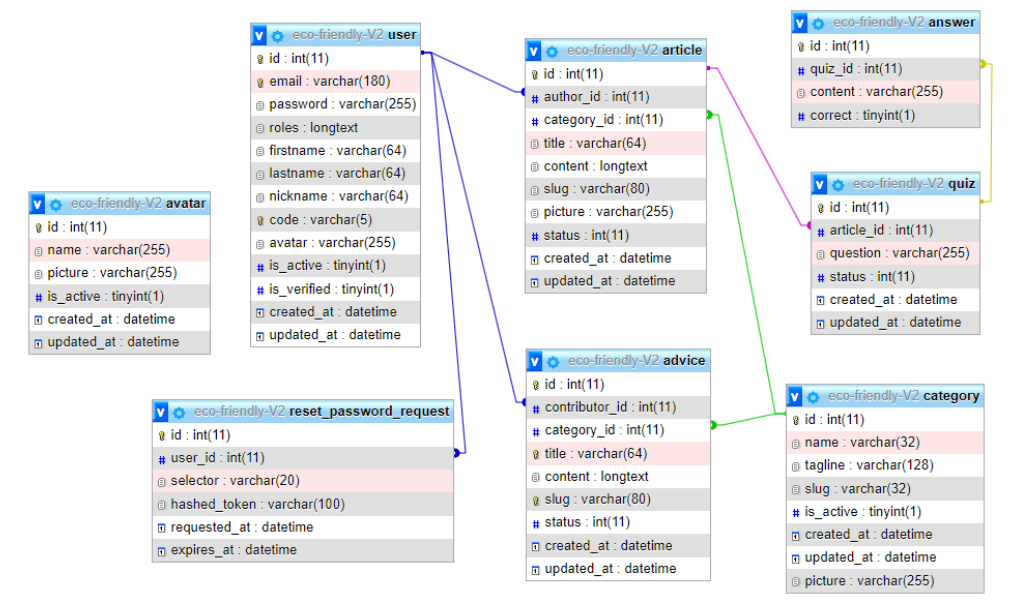 eco-friendly-V2 user
id : int(11)
email : varchar(180)
password : varchar(255)
roles : longtext
firstname : varchar(64)
lastname : varchar(64)
nickname : varchar(64)
code : varchar(5)
avatar : varchar(255)
# is_active : tinyint(1)
# is_verified : tinyint(1)
created_at : datetime
updated_at : datetime
eco-friendly-V2 article
id : int(11)
# author_id : int(11)
# category_id : int(11)
title : varchar(64)
content : longtext
slug : varchar(80)
picture : varchar(255)
# status : int(11)
created_at : datetime
updated_at : datetime
eco-friendly-V2 answer
id : int(11)
# quiz_id : int(11)
content : varchar(255)
# correct : tinyint(1)
eco-friendly-V2 avatar
id : int(11)
name : varchar(255)
picture : varchar(255)
# is_active : tinyint(1)
created_at : datetime
updated_at : datetime
eco-friendly-V2 quiz
id : int(11)
# article_id : int(11)
question : varchar(255)
# status : int(11)
created_at : datetime
updated_at : datetime
eco-friendly-V2 reset_password_request
id : int(11)
# user_id : int(11)
selector : varchar(20)
hashed_token : varchar(100)
requested_at : datetime
expires_at : datetime
eco-friendly-V2 advice
id : int(11)
# contributor_id : int(11)
# category_id : int(11)
title : varchar(64)
content : longtext
slug : varchar(80)
# status : int(11)
created_at : datetime
updated_at : datetime
eco-friendly-V2 category
id : int(11)
name : varchar(32)
tagline : varchar(128)
slug : varchar(32)
# is_active : tinyint(1)
created_at : datetime
updated_at : datetime
picture : varchar(255)